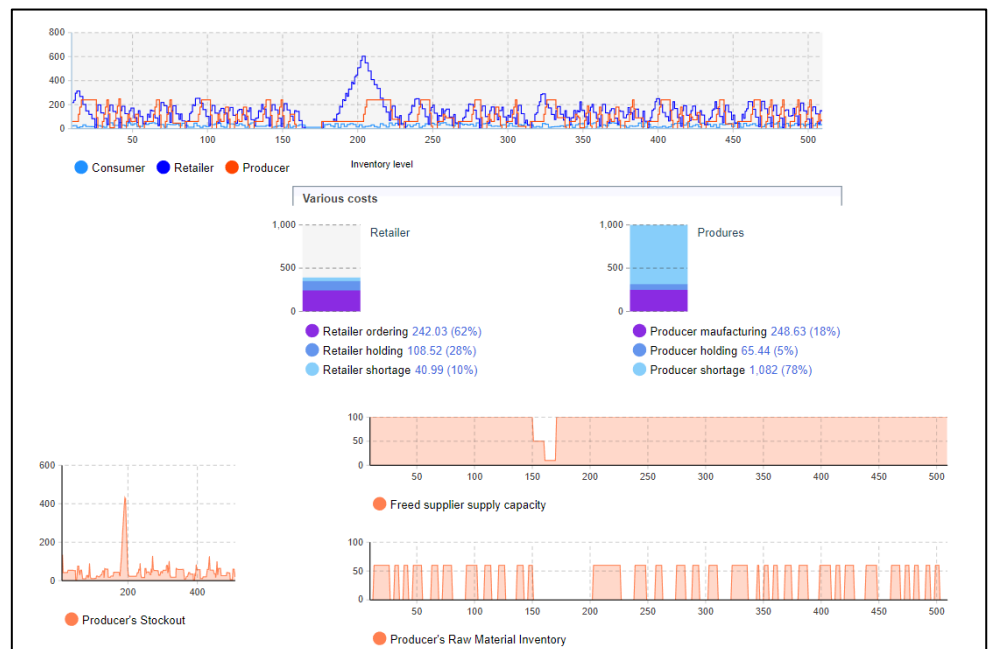 800
600
400
200
0
50 100 150 200 250 300 350 400 450 500
Consumer Retailer Producer Inventory level
Various costs
1,000 Retailer
500
0
Retailer ordering 242.03 (62%)
Retailer holding 108.52 (28%)
Retailer shortage 40.99 (10%)
1,000 Produres
500
0
Producer maufacturing 248.63 (18%)
Producer holding 65.44 (5%)
Producer shortage 1,082 (78%)
100
50
0
50 100 150 200 250 300 350 400 450 500
Freed supplier supply capacity
600
400
200
0
200 400
Producer's Stockout
100
50
0
50 100 150 200 250 300 350 400 450 500
Producer's Raw Material Inventory